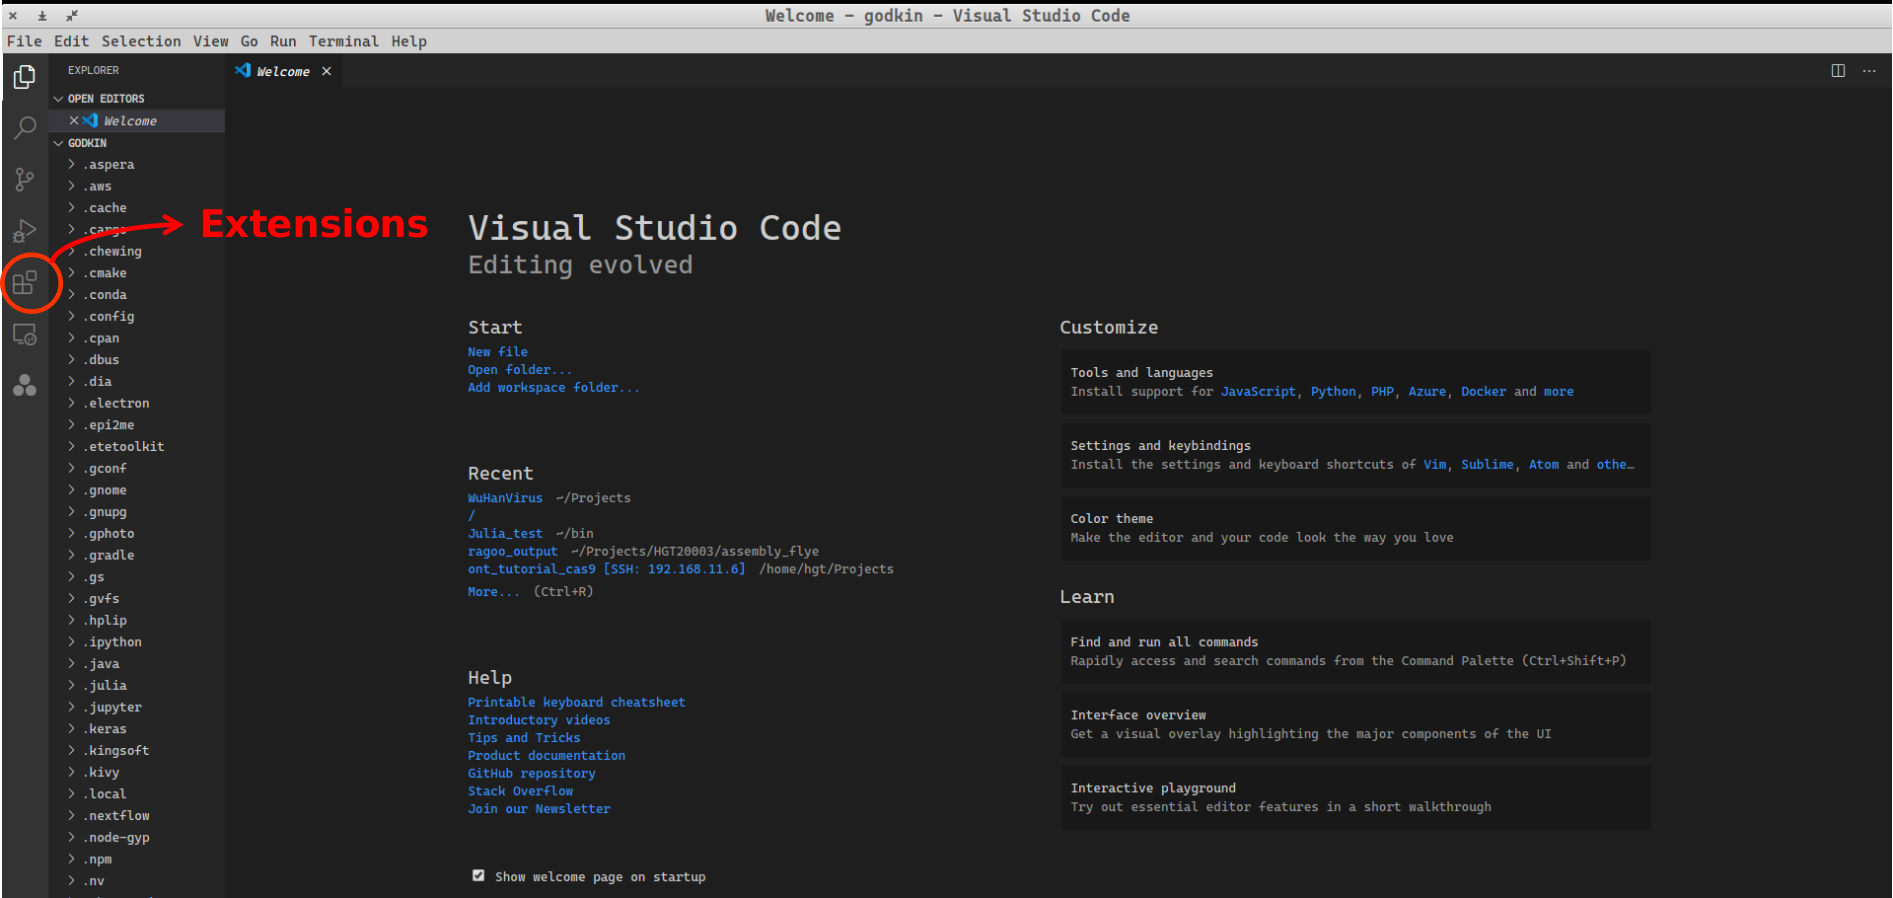 Welcome - godkin - Visual Studio Code
File Edit Selection View Go Run Terminal Help
EXPLORER
OPEN EDITORS
Welcome
GODKIN
.aspera
.aws
.cache
.cargo
.chewing
.cmake
.conda
.config
.cpan
.dbus
.dia
.electron
.epi2me
.etetoolkit
.gconf
.gnome
.gnupg
.gphoto
.gradle
.gs
.gvfs
.hplip
.ipython
.java
.julia
.jupyter
.keras
.kingsoft
.kivy
.local
.nextflow
.node-gyp
.npm
.nv
Extensions
Welcome
Visual Studio Code
Editing evolved
Start
New file
Open folder...
Add workspace folder...
Recent
WuHanVirus ~/Projects
/
Julia_test ~/bin
ragoo_output ~/Projects/HGT20003/assembly_flye
ont_tutorial_cas9 [SSH: 192.168.11.6] /home/hgt/Projects
More... (Ctrl+R)
Help
Printable keyboard cheatsheet
Introductory videos
Tips and Tricks
Product documentation
GitHub repository
Stack Overflow
Join our Newsletter
Show welcome page on startup
Customize
Tools and languages
Install support for JavaScript, Python, PHP, Azure, Docker and more
Settings and keybindings
Install the settings and keyboard shortcuts of Vim, Sublime, Atom and othe…
Color theme
Make the editor and your code look the way you love
Learn
Find and run all commands
Rapidly access and search commands from the Command Palette (Ctrl+Shift+P)
Interface overview
Get a visual overlay highlighting the major components of the UI
Interactive playground
Try out essential editor features in a short walkthrough